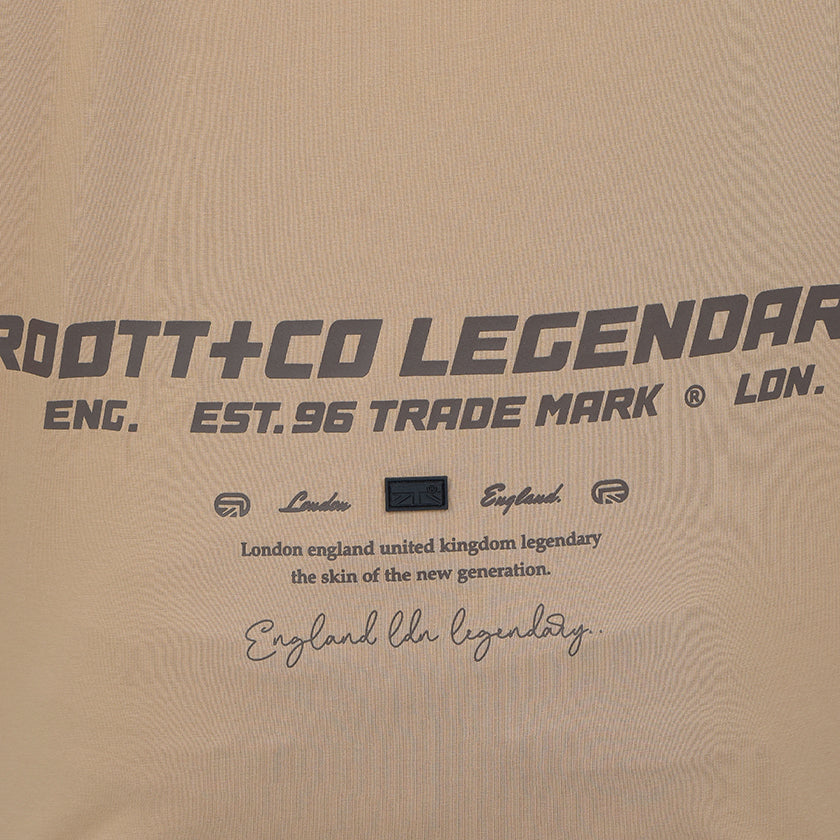 RDOTT+CO LEGENDAR
ENG. EST. 96 TRADE MARK ® LDN.
London England.
London england united kingdom legendary
the skin of the new generation.
England ldn legendary..